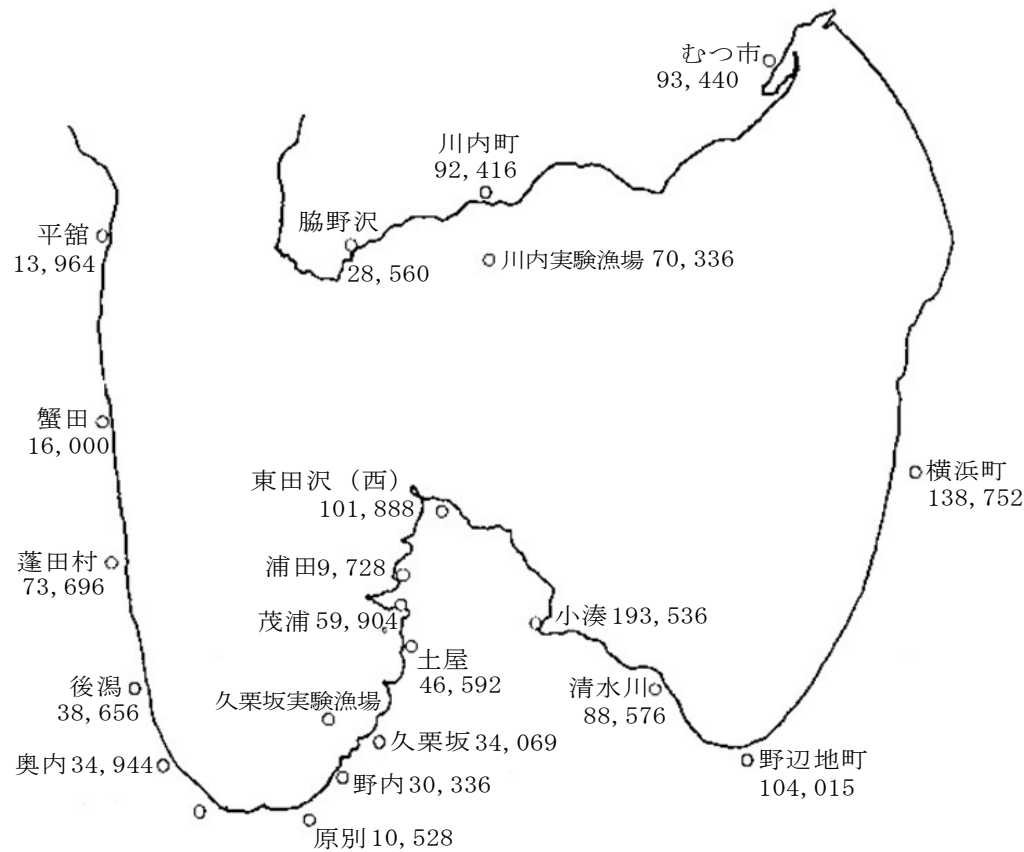 むつ市
93,440
川内町
92,416
脇野沢
28,560
川内実験漁場 70,336
平舘
13,964
蟹田
16,000
横浜町
138,752
東田沢（西）
101,888
蓬田村
73,696
浦田9,728
茂浦59,904
小湊193,536
土屋
46,592
後潟
38,656
久栗坂実験漁場
清水川
88,576
久栗坂34,069
奥内34,944
野内30,336
野辺地町
104,015
原別10,528